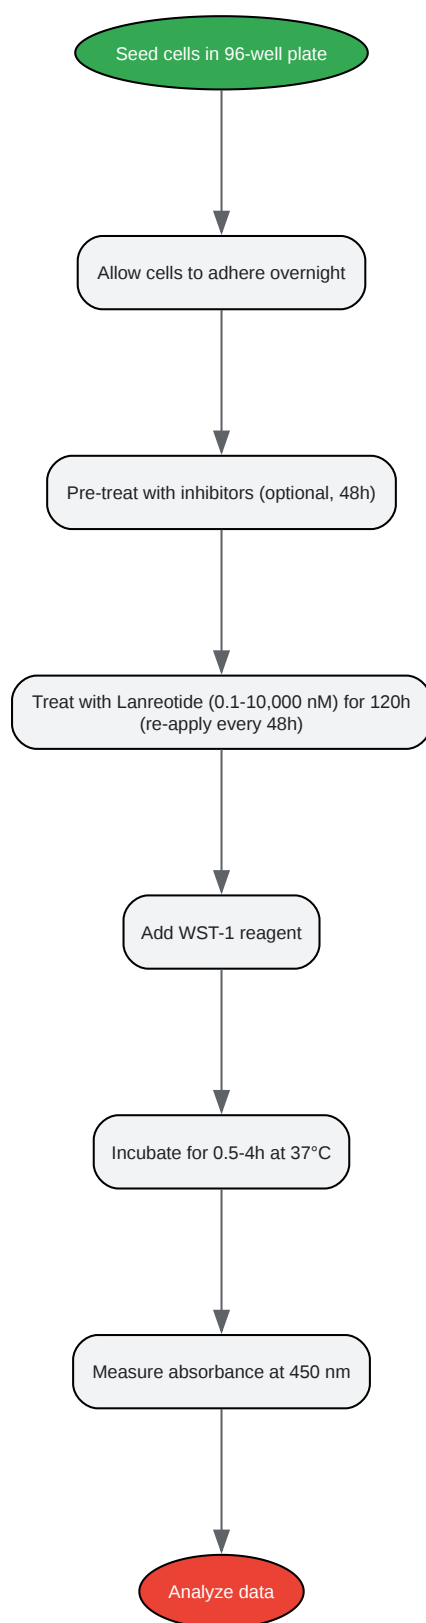 Seed cells in 96-well plate
Allow cells to adhere overnight
Pre-treat with inhibitors (optional, 48h)
Treat with Lanreotide (0.1-10,000 nM) for 120h
(re-apply every 48h)
Add WST-1 reagent
Incubate for 0.5-4h at 37°C
Measure absorbance at 450 nm
Analyze data